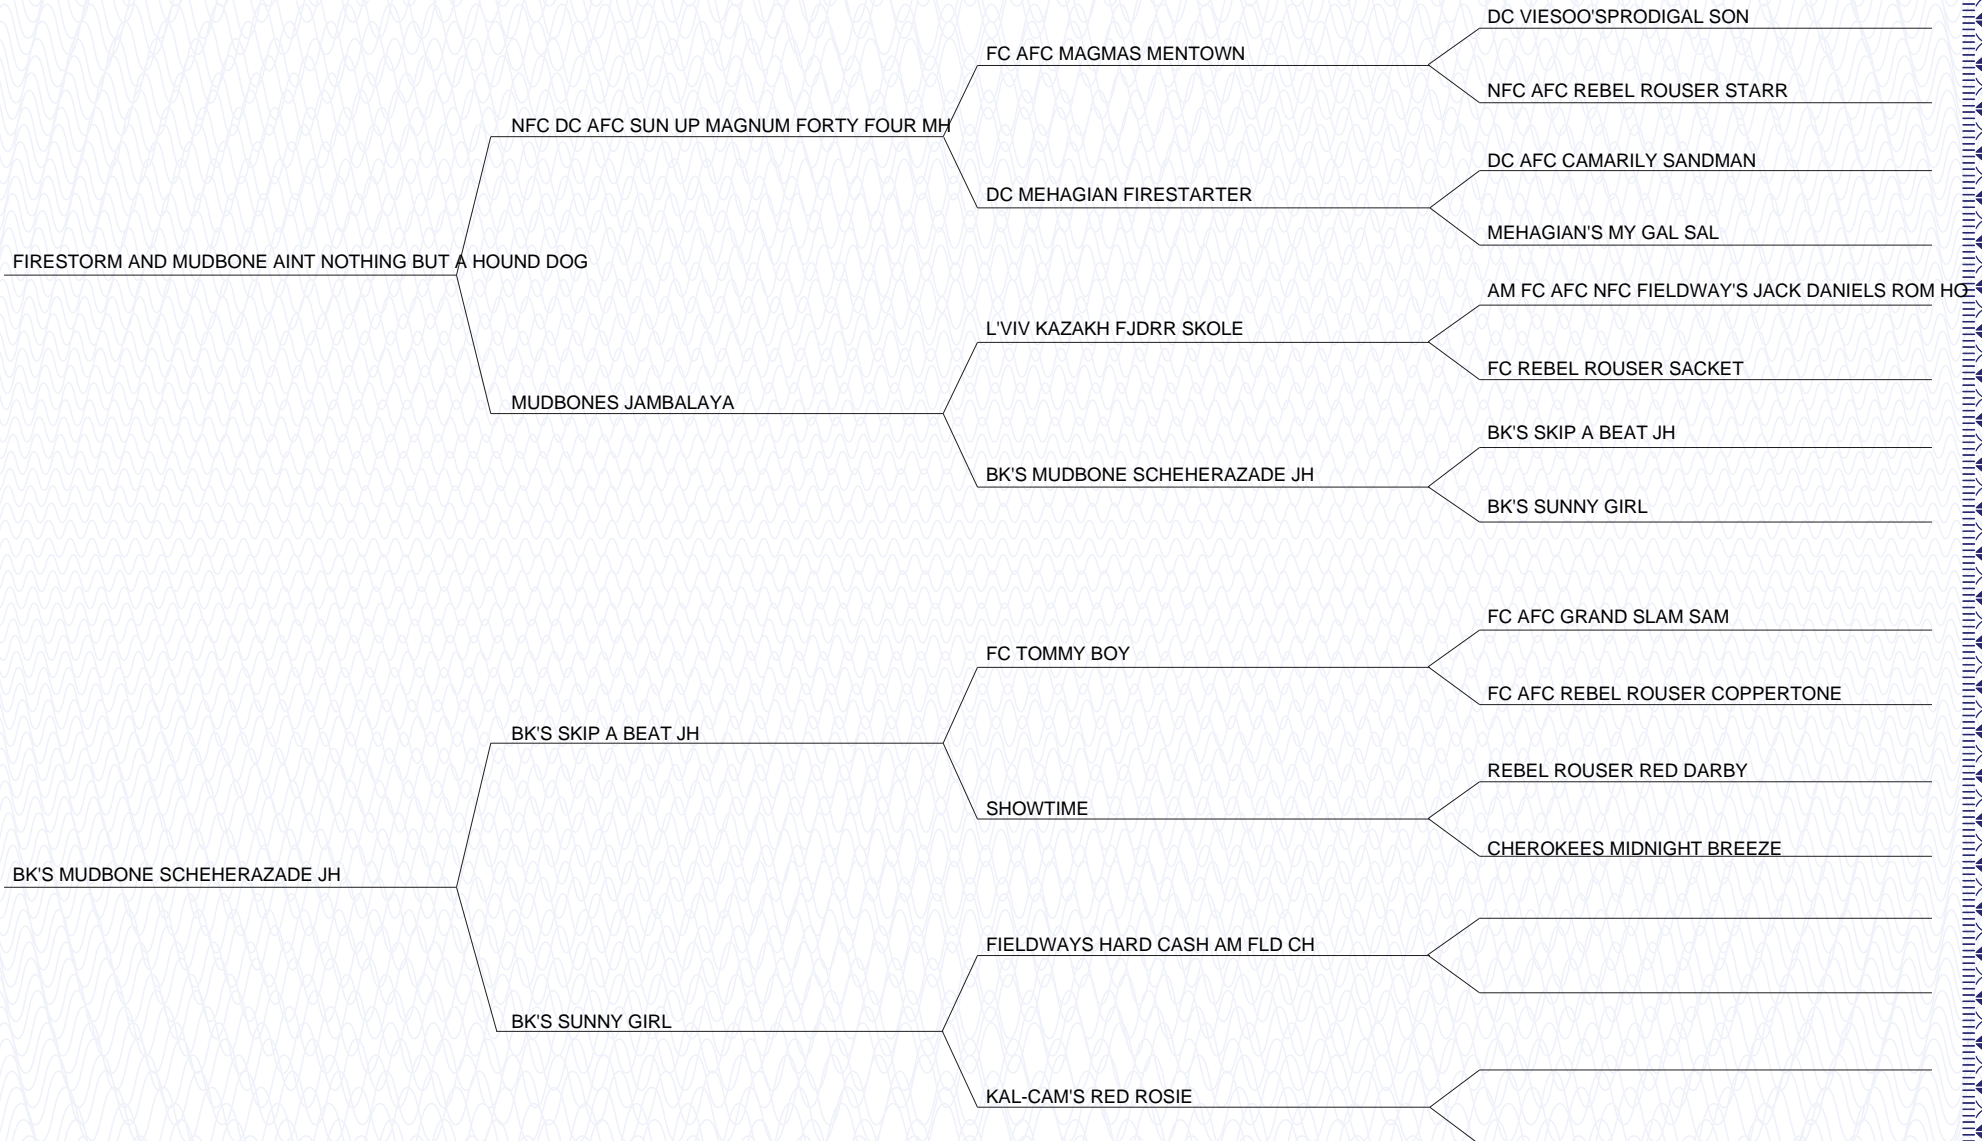 DC VIESOO'SPRODIGAL SON
FC AFC MAGMAS MENTOWN
NFC AFC REBEL ROUSER STARR
NFC DC AFC SUN UP MAGNUM FORTY FOUR MH
DC AFC CAMARILY SANDMAN
DC MEHAGIAN FIRESTARTER
MEHAGIAN'S MY GAL SAL
FIRESTORM AND MUDBONE AINT NOTHING BUT A HOUND DOG
AM FC AFC NFC FIELDWAY'S JACK DANIELS ROM HO
L'VIV KAZAKH FJDRR SKOLE
FC REBEL ROUSER SACKET
MUDBONES JAMBALAYA
BK'S SKIP A BEAT JH
BK'S MUDBONE SCHEHERAZADE JH
BK'S SUNNY GIRL
FC AFC GRAND SLAM SAM
FC TOMMY BOY
FC AFC REBEL ROUSER COPPERTONE
BK'S SKIP A BEAT JH
REBEL ROUSER RED DARBY
SHOWTIME
CHEROKEES MIDNIGHT BREEZE
BK'S MUDBONE SCHEHERAZADE JH
FIELDWAYS HARD CASH AM FLD CH
BK'S SUNNY GIRL
KAL-CAM'S RED ROSIE